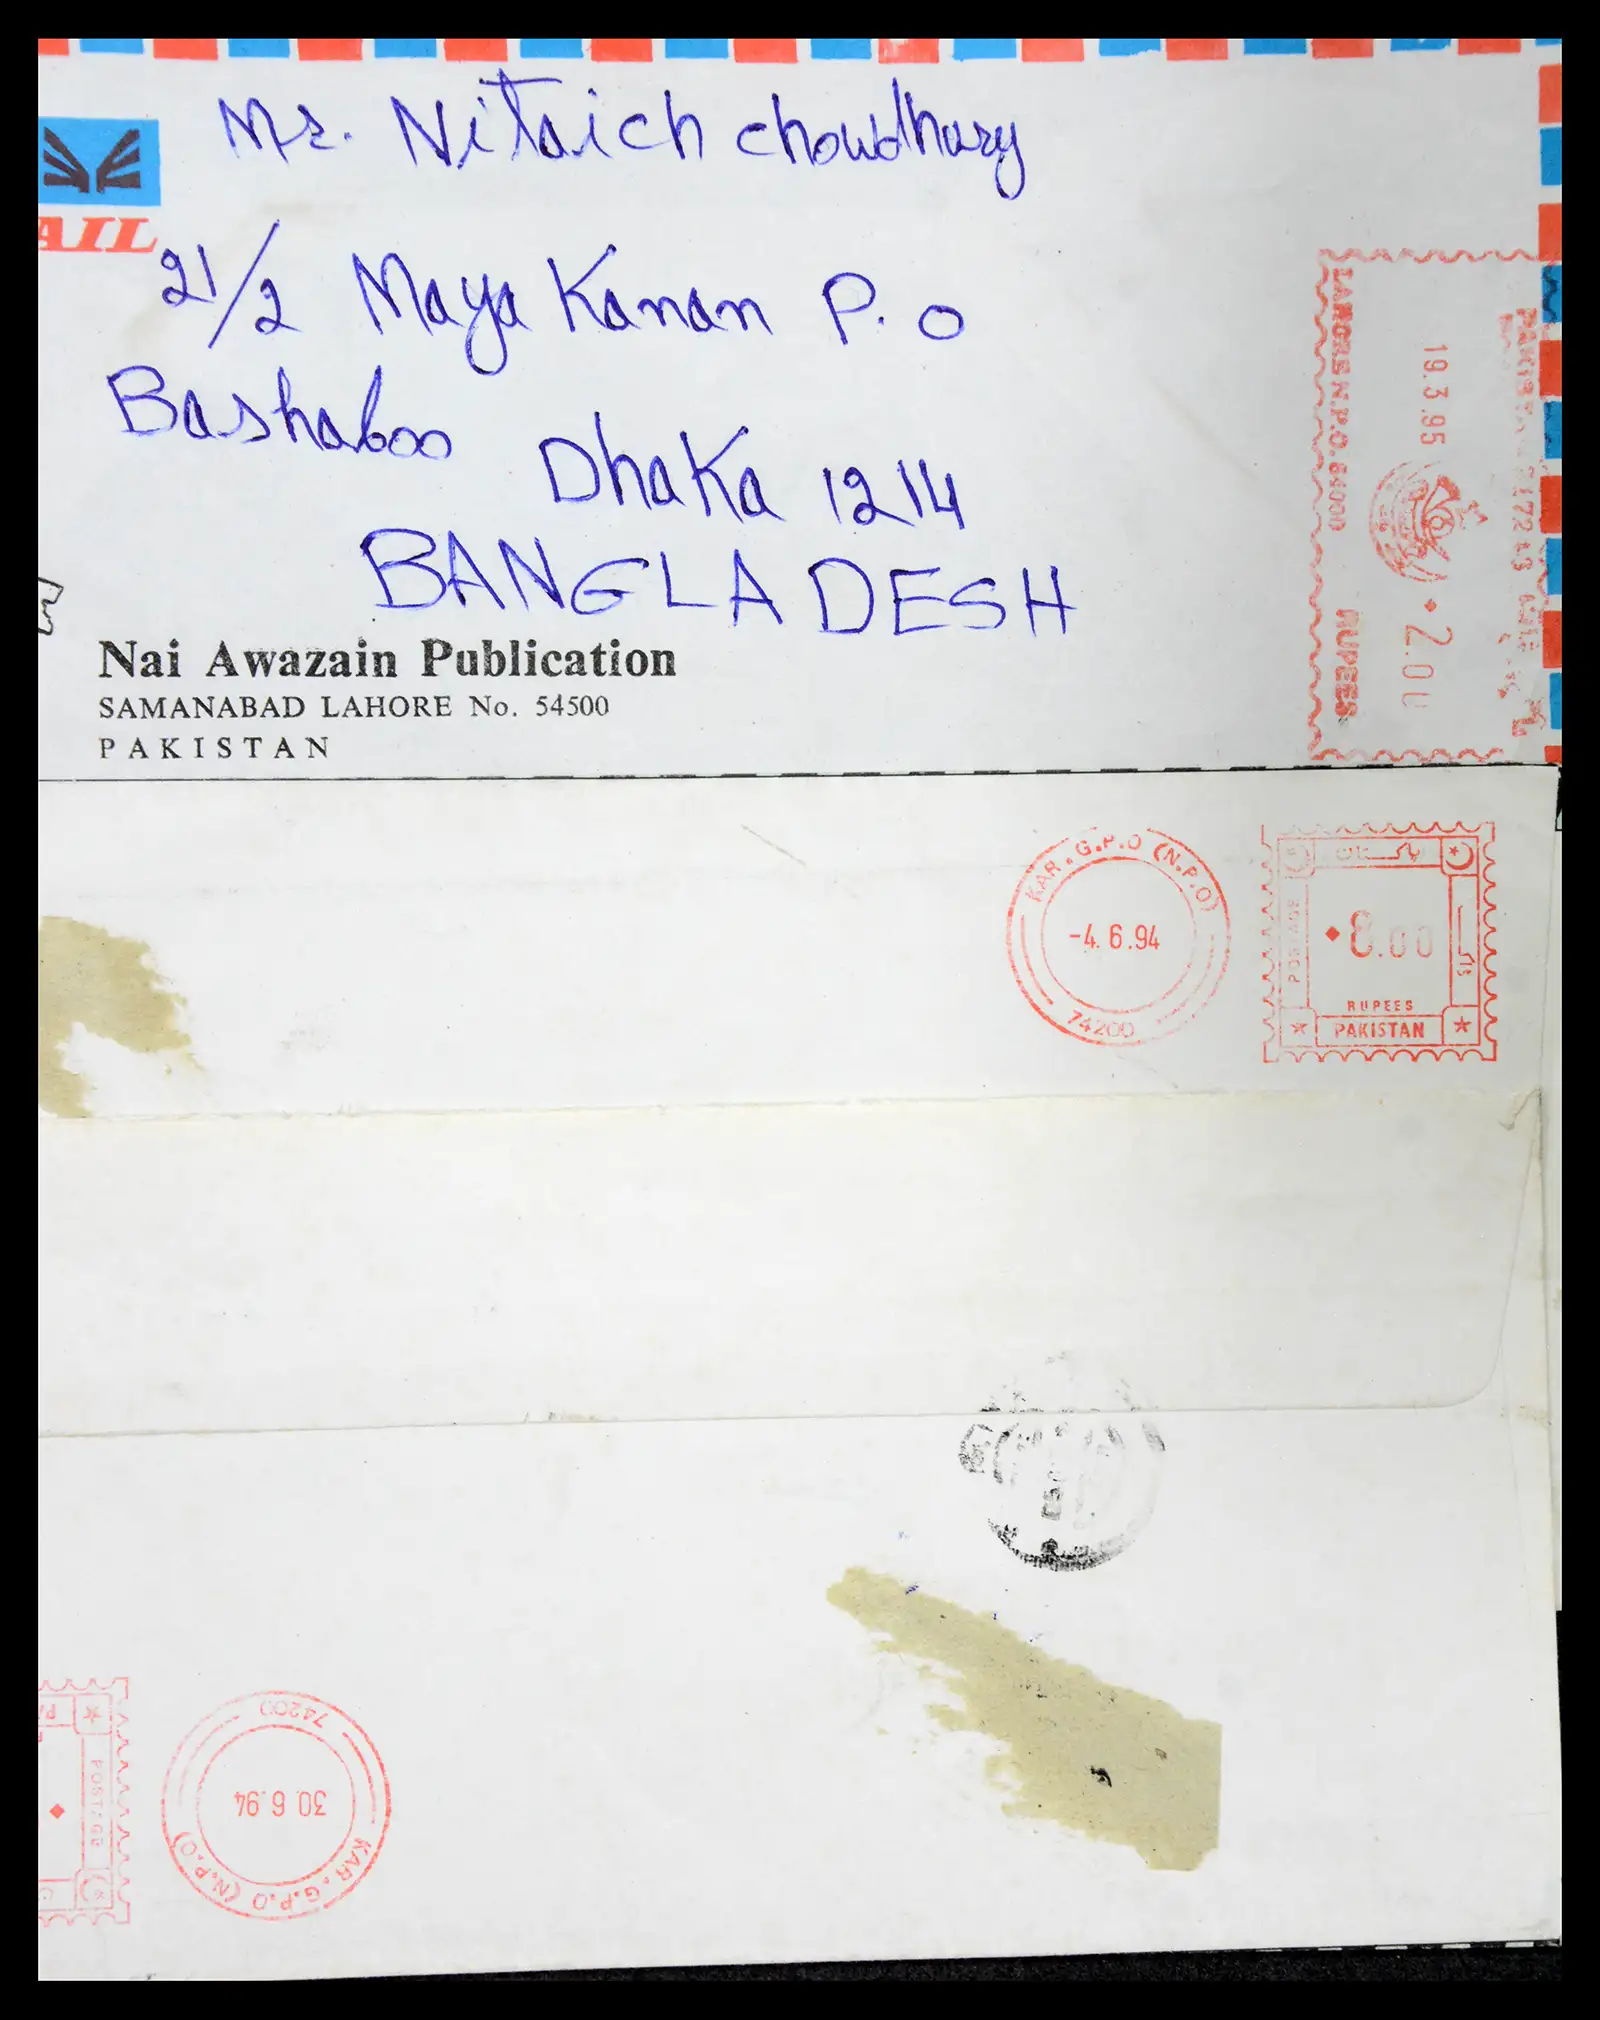 Mr. Nitaich chowdhury
AIL
21/2 Maya Kanan P.O
Bashaboo
Dhaka 1214
BANGLADESH
Nai Awazain Publication
SAMANABAD LAHORE No. 54500
PAKISTAN
LAHORE N.P.O. 54000
RUPEES
19.3.95
2.00
KAR.G.P.O (N.P.O)
-4.6.94
74200
پاکستان
POSTAGE
8.00
RUPEES
PAKISTAN
74200
30.6.94
KAR.G.P.O (N.P.O)
POSTAGE